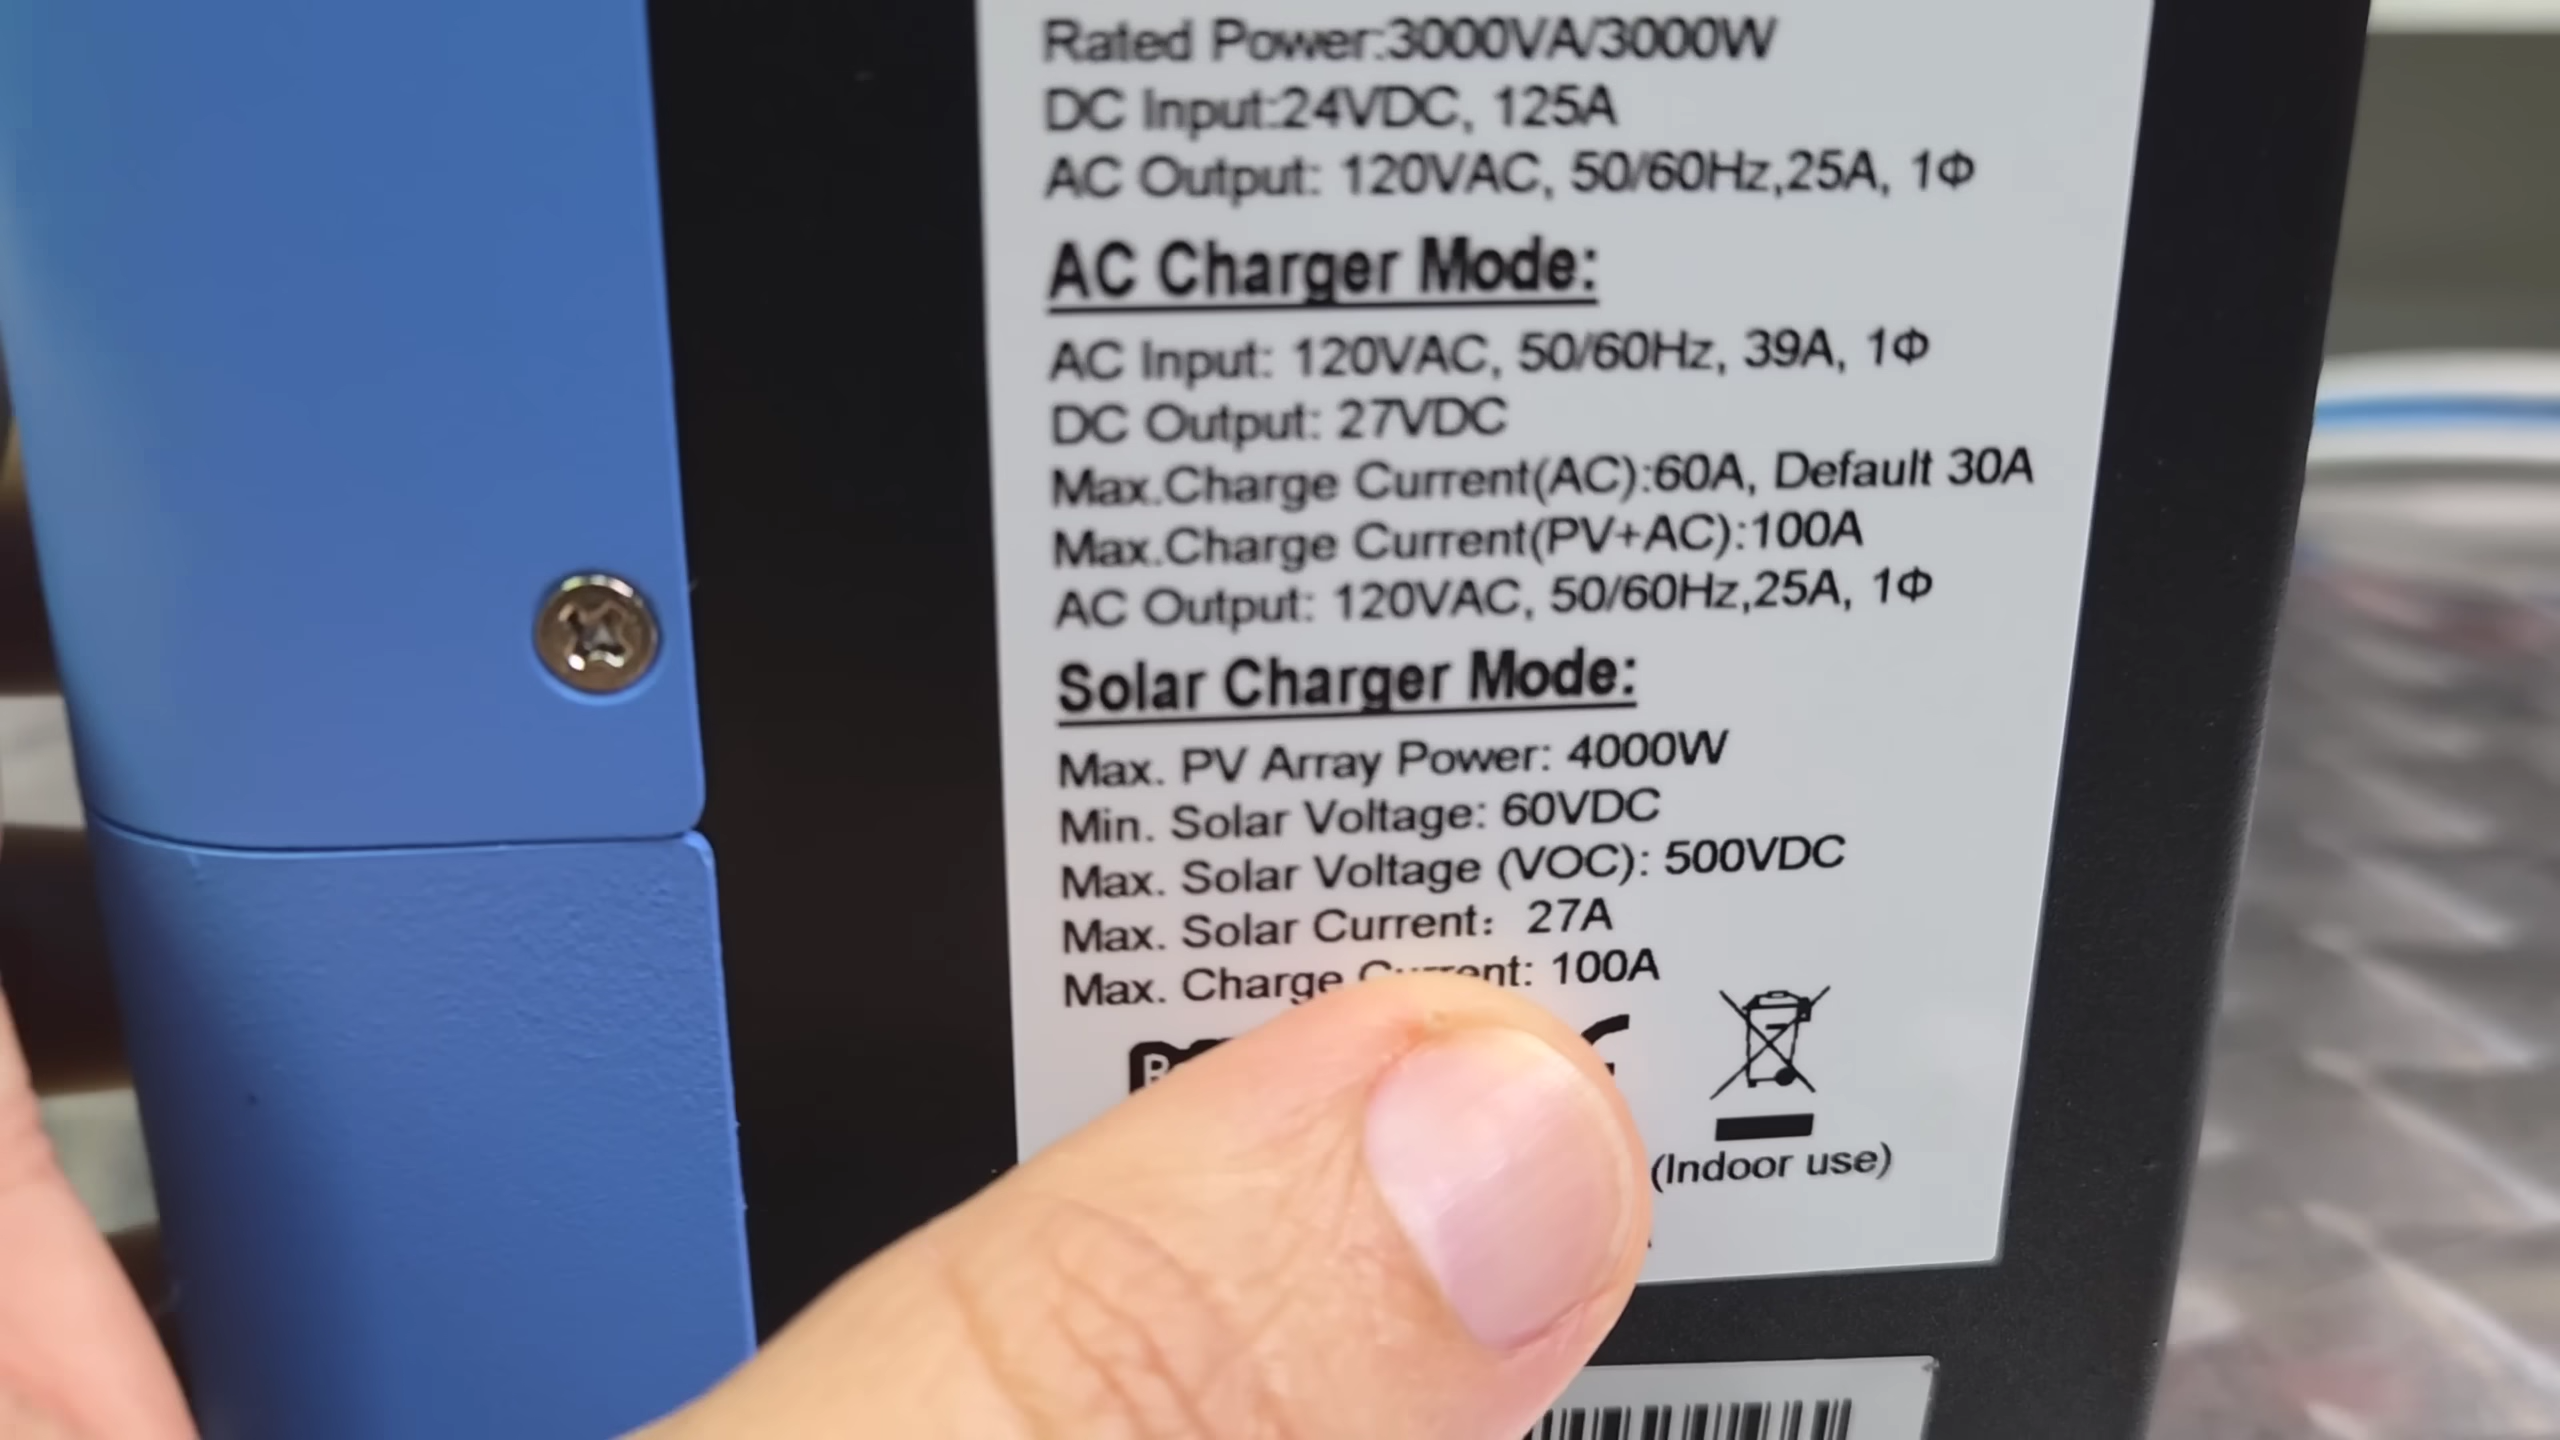 Rated Power:3000VA/3000W
DC Input:24VDC, 125A
AC Output: 120VAC, 50/60Hz,25A, 1Φ
AC Charger Mode:
AC Input: 120VAC, 50/60Hz, 39A, 1Φ
DC Output: 27VDC
Max.Charge Current(AC):60A, Default 30A
Max.Charge Current(PV+AC):100A
AC Output: 120VAC, 50/60Hz,25A, 1Φ
Solar Charger Mode:
Max. PV Array Power: 4000W
Min. Solar Voltage: 60VDC
Max. Solar Voltage (VOC): 500VDC
Max. Solar Current: 27A
Max. Charge 100A
(Indoor use)